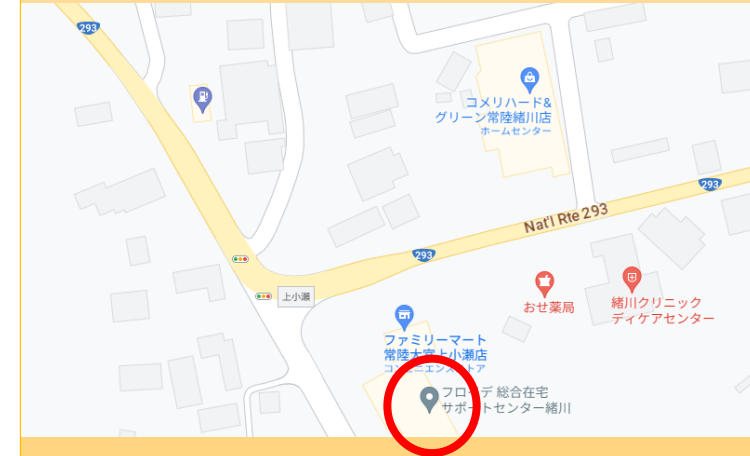 293
コメリハード&
グリーン常陸緒川店
ホームセンター
293
Nat'l Rte 293
293
上小瀬
おせ薬局
緒川クリニック
ディケアセンター
ファミリーマート
常陸大宮上小瀬店
コンビニエンスストア
フローデ 総合在宅
サポートセンター緒川